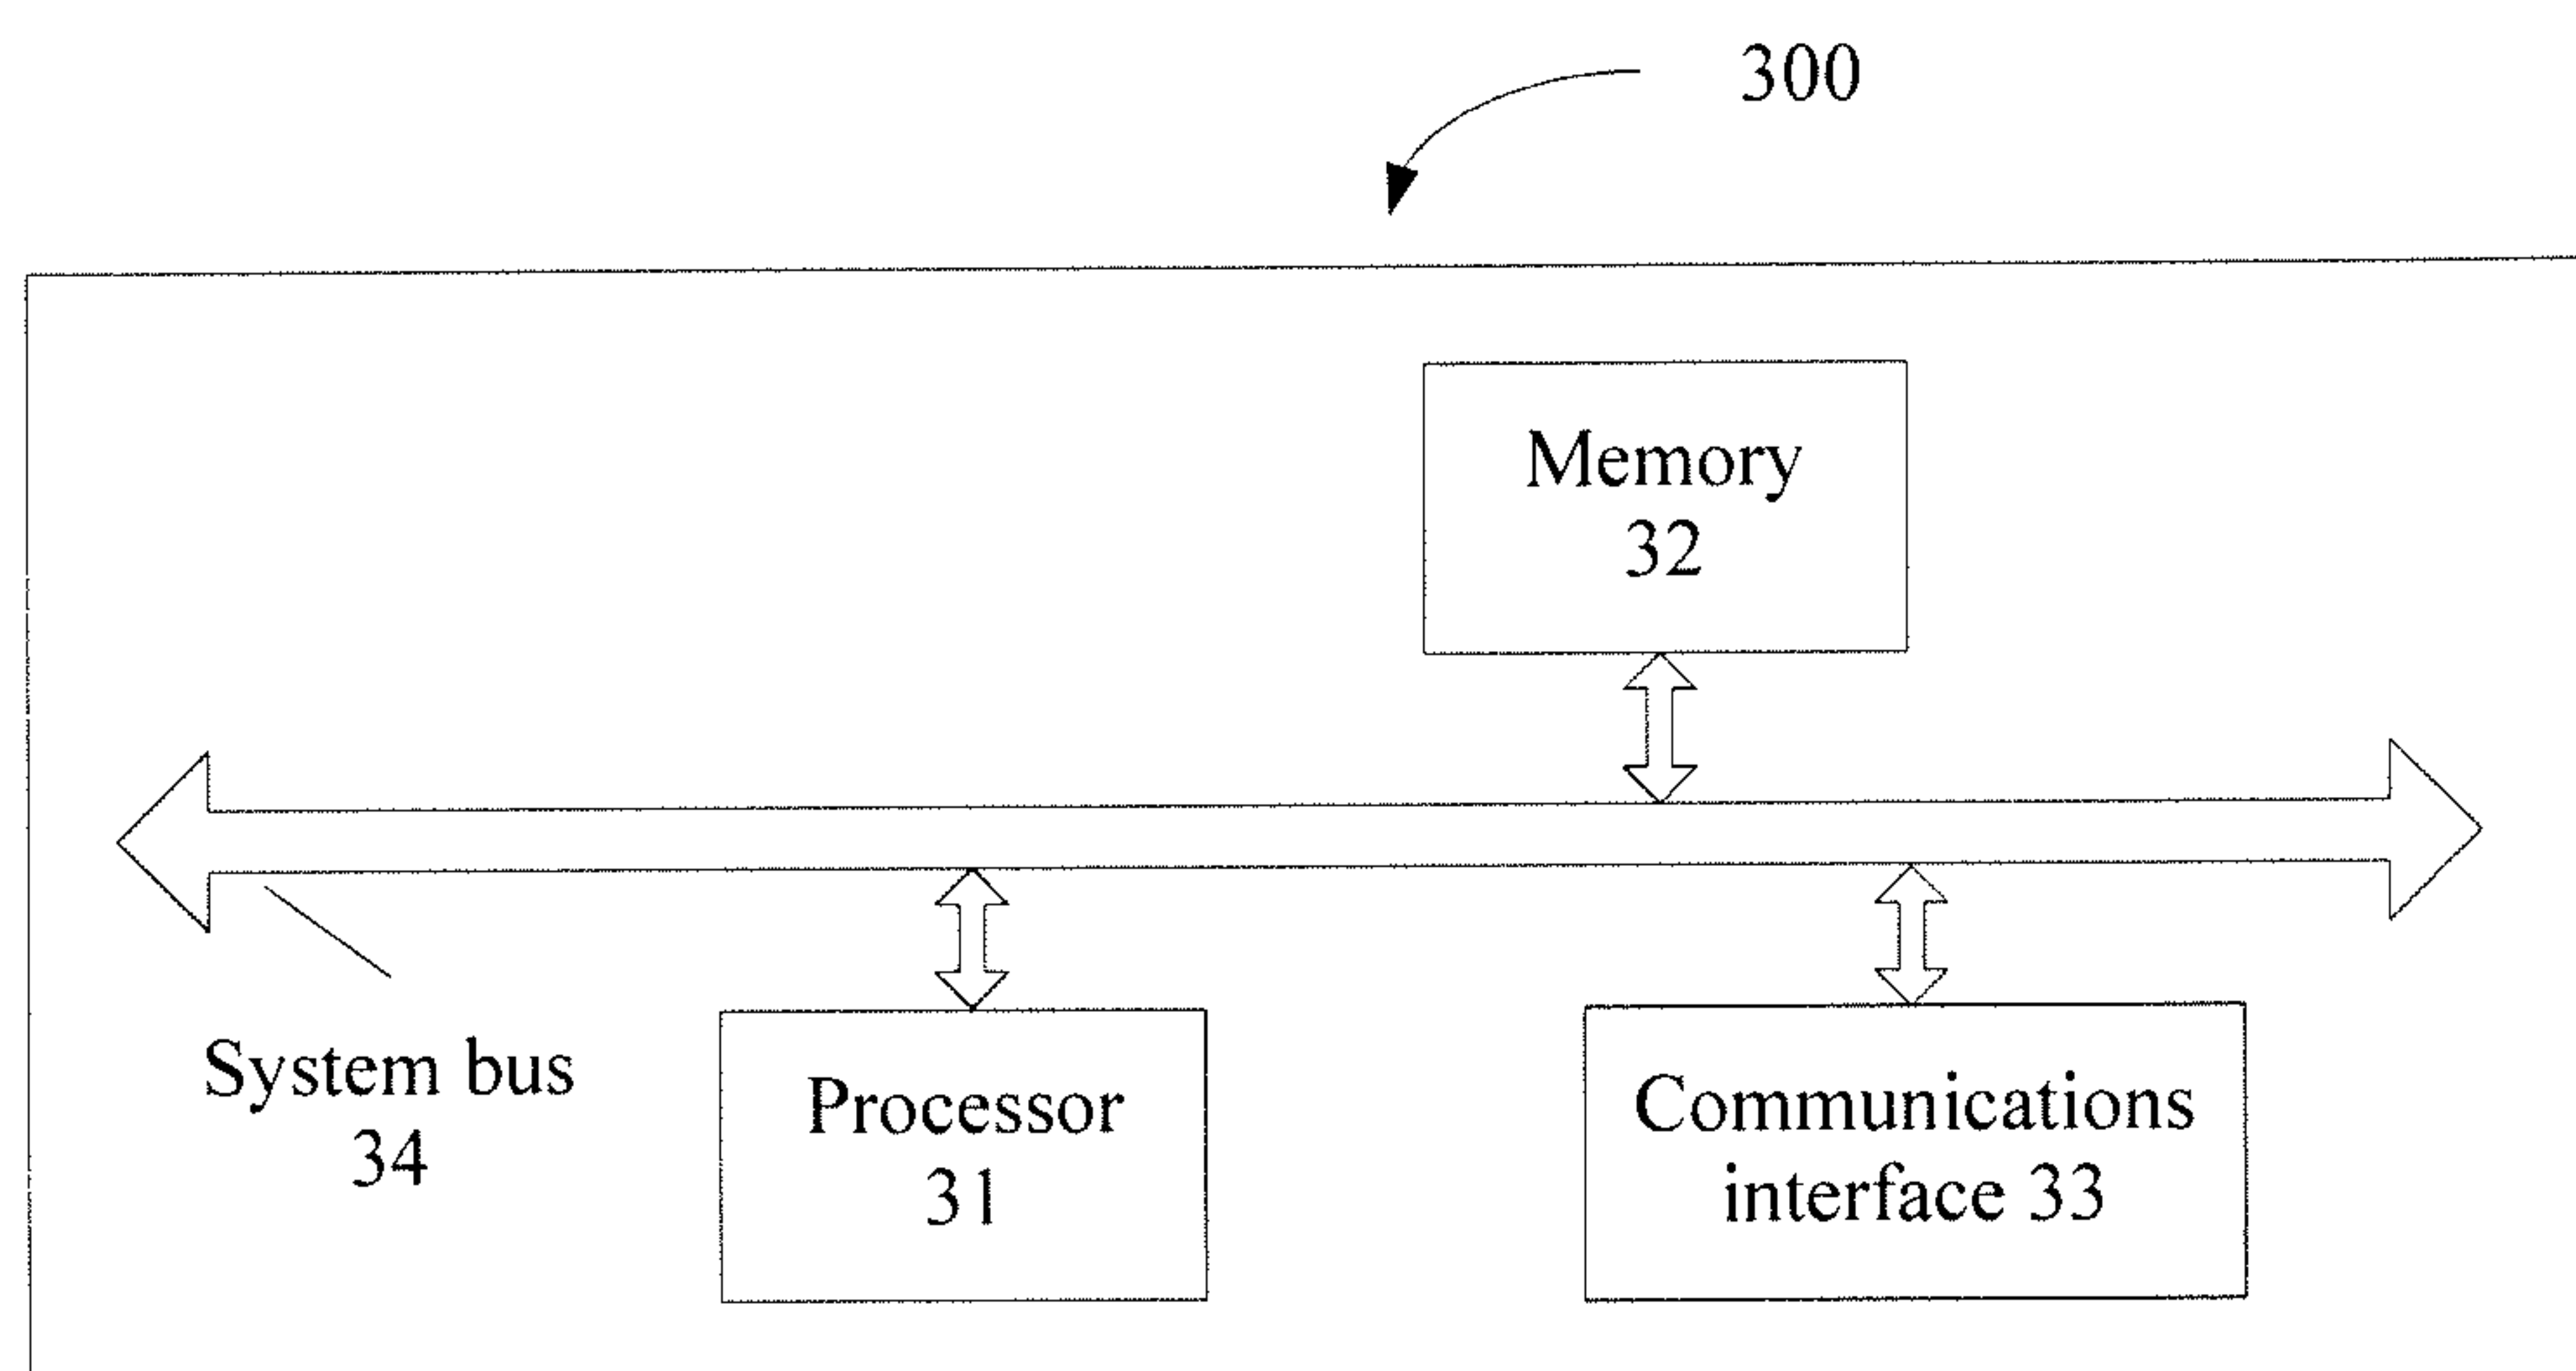 300
Memory
32
System bus
34
Processor
31
Communications
interface 33